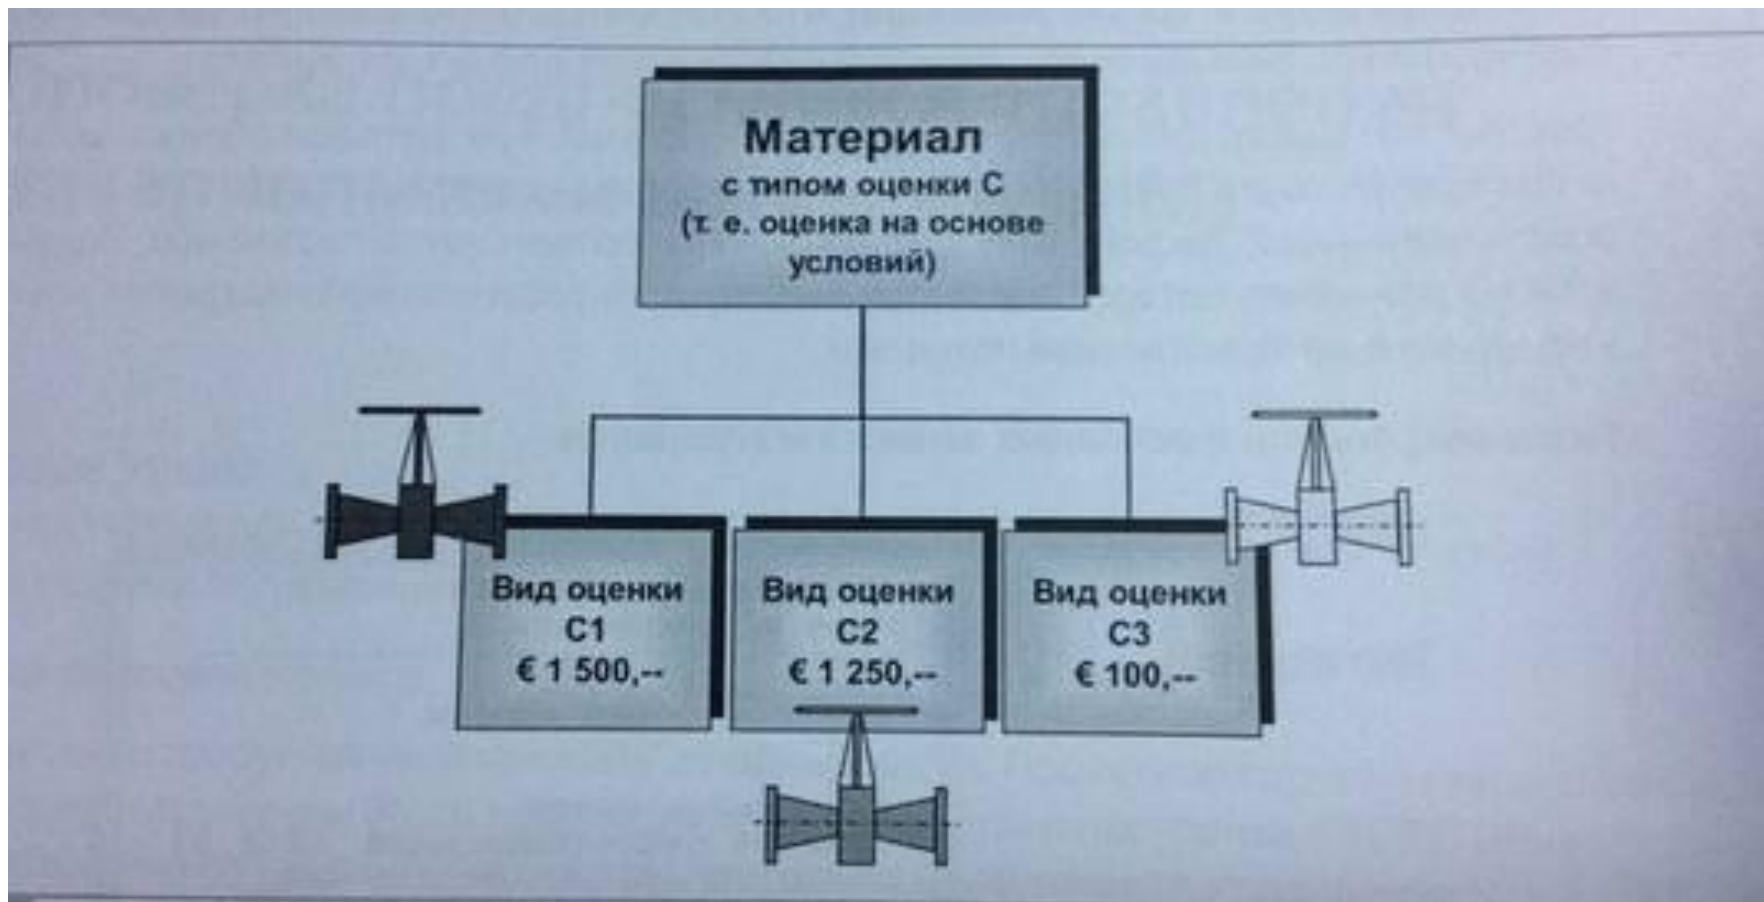 Материал
с типом оценки С
(т. е. оценка на основе
условий)
Вид оценки
С1
€ 1 500,--
Вид оценки
С2
€ 1 250,--
Вид оценки
С3
€ 100,--